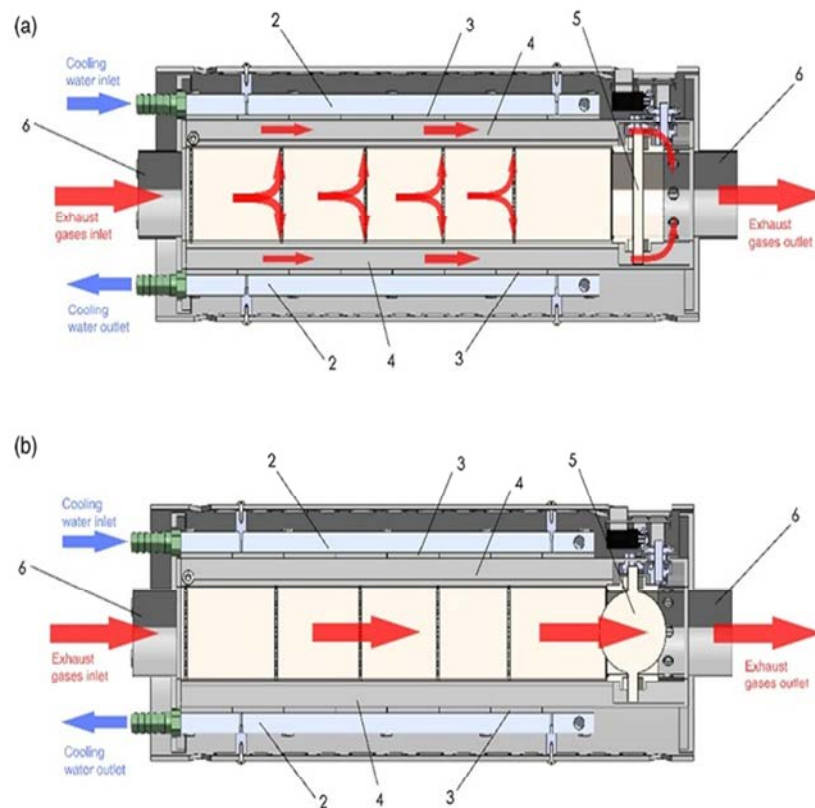 (a)
2
3
4
5
Cooling
water inlet
6
6
Exhaust
gases inlet
Exhaust
gases outlet
Cooling
water outlet
2
4
3
(b)
2
3
4
5
Cooling
water inlet
6
6
Exhaust
gases inlet
Exhaust
gases outlet
Cooling
water outlet
2
4
3